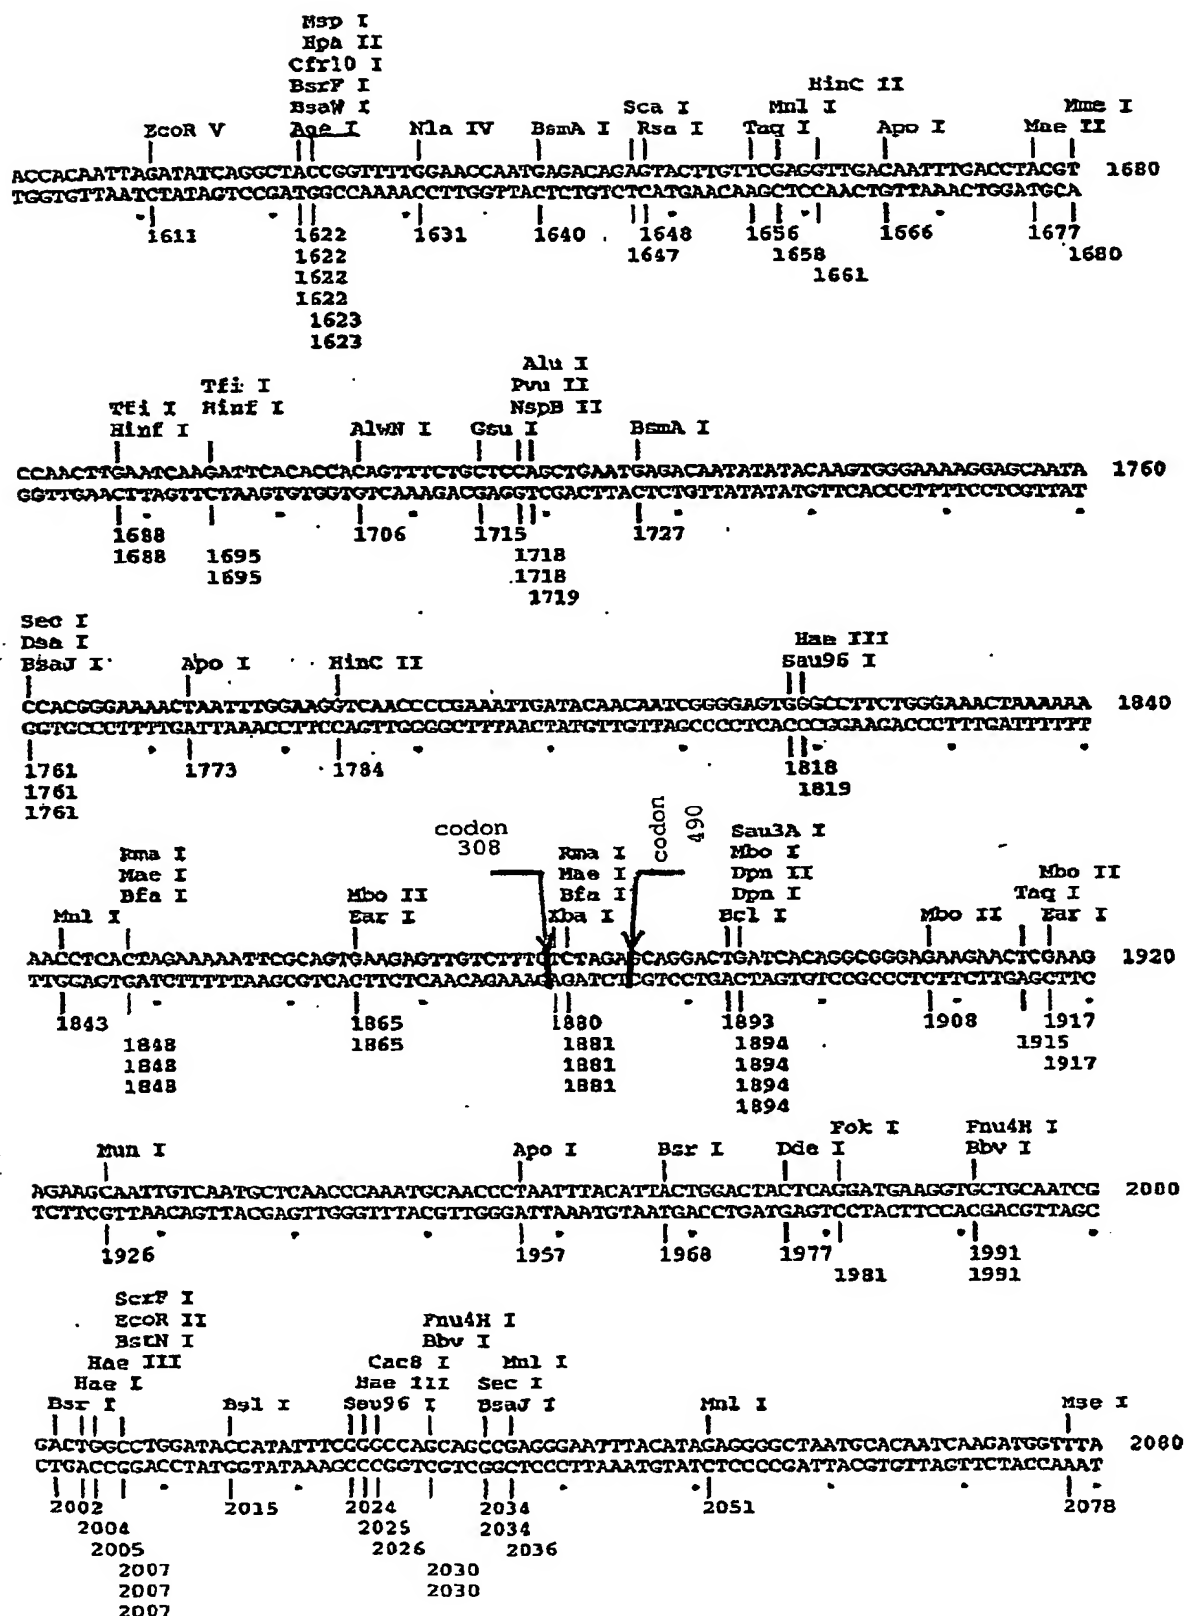 Msp I
Hpa II
Cfr10 I
BsrF I HinC II
BsaW I Sca I Mnl I Mme I
EcoR V Age I Nla IV BsmA I Rsa I Taq I Apo I Mae II
ACCACAATTAGATATCAGGCTACCGGTTTTGGAACCAATGAGACAGAGTACTTGTTCGAGGTTGACAATTTGACCTACGT 1680
TGGTGTTAATCTATAGTCCGATGGCCAAAACCTTGGTTACTCTGTCTCATGAACAAGCTCCAACTGTTAAACTGGATGCA
1611 1622 1631 1640 1648 1656 1666 1677
1622 1647 1658 1680
1622 1661
1622
1623
1623
Alu I
Tfi I Pvu II
Tfi I Hinf I NspB II
Hinf I AlwN I Gsu I BsmA I
CCAACTTGAATCAAGATTCACACCACAGTTTCTGCTCCAGCTGAATGAGACAATATATACAAGTGGGAAAAGGAGCAATA 1760
GGTTGAACTTAGTTCTAAGTGTGGTGTCAAAGACGAGGTCGACTTACTCTGTTATATATGTTCACCCTTTTCCTCGTTAT
1688 1706 1715 1727
1688 1695 1718
1695 1718
1719
Sec I
Dsa I Hae III
BsaJ I Apo I HinC II Sau96 I
CCACGGGAAAACTAATTTGGAAGGTCAACCCCGAAATTGATACAACAATCGGGGAGTGGGCCTTCTGGGAAACTAAAAAA 1840
GGTGCCCTTTTGATTAAACCTTCCAGTTGGGGCTTTAACTATGTTGTTAGCCCCTCACCCGGAAGACCCTTTGATTTTTT
1761 1773 1784 1818
1761 1819
1761
codon 308 codon 490
Sau3A I
Rma I Rma I Mbo I
Mae I Mae I Dpn II Mbo II
Bfa I Mbo II Bfa I Dpn I Taq I
Mnl I Ear I Xba I Bcl I Mbo II Ear I
AACCTCACTAGAAAAATTCGCAGTGAAGAGTTGTCTTTCTCTAGAGCAGGACTGATCACAGGCGGGAGAAGAACTCGAAG 1920
TTGGAGTGATCTTTTTAAGCGTCACTTCTCAACAGAAAGAGATCTCGTCCTGACTAGTGTCCGCCCTCTTCTTGAGCTTC
1843 1865 1880 1893 1908 1917
1848 1865 1881 1894 1915
1848 1881 1894 1917
1848 1881 1894
1894
Fok I Fnu4H I
Mun I Apo I Bsr I Dde I Bbv I
AGAAGCAATTGTCAATGCTCAACCCAAATGCAACCCTAATTTACATTACTGGACTACTCAGGATGAAGGTGCTGCAATCG 2000
TCTTCGTTAACAGTTACGAGTTGGGTTTACGTTGGGATTAAATGTAATGACCTGATGAGTCCTACTTCCACGACGTTAGC
1926 1957 1968 1977 1991
1981 1991
ScrF I
EcoR II Fnu4H I
BstN I Bbv I
Hae III Cac8 I Mnl I
Hae I Hae III Sec I
Bsr I Bsl I Sau96 I BsaJ I Mnl I Mse I
GACTGGCCTGGATACCATATTTCGGGCCAGCAGCCGAGGGAATTTACATAGAGGGGCTAATGCACAATCAAGATGGTTTA 2080
CTGACCGGACCTATGGTATAAAGCCCGGTCGTCGGCTCCCTTAAATGTATCTCCCCGATTACGTGTTAGTTCTACCAAAT
2002 2015 2024 2034 2051 2078
2004 2025 2034
2005 2026 2036
2007 2030
2007 2030
2007